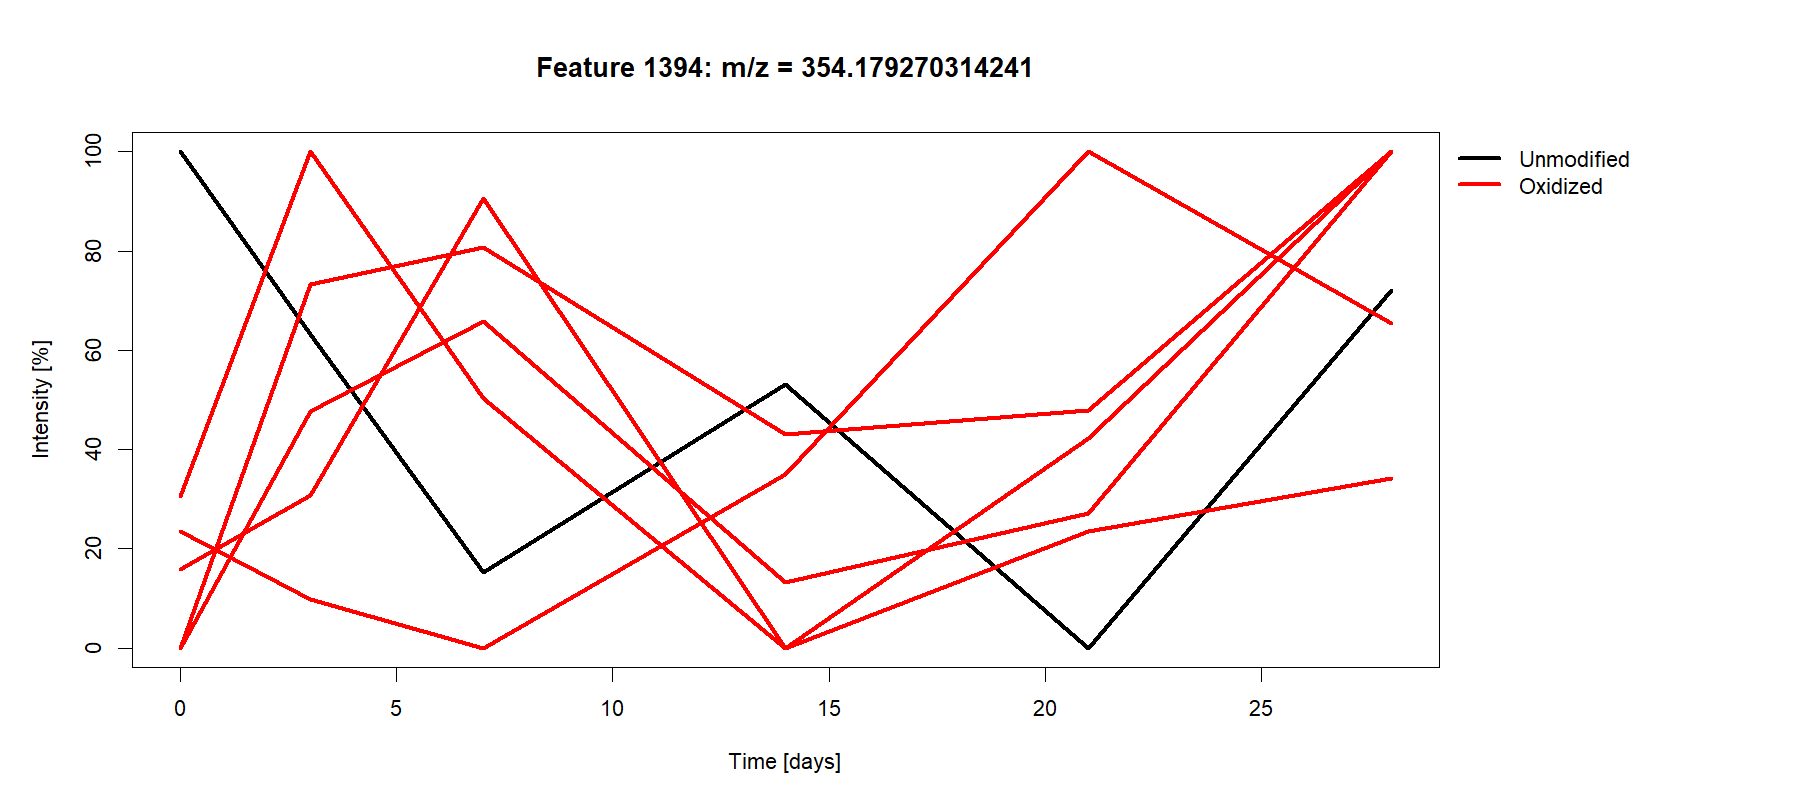 Feature 1394: m/z = 354.179270314241
Unmodified
Oxidized
Intensity [%]
100
80
60
40
20
0
0 5 10 15 20 25
Time [days]